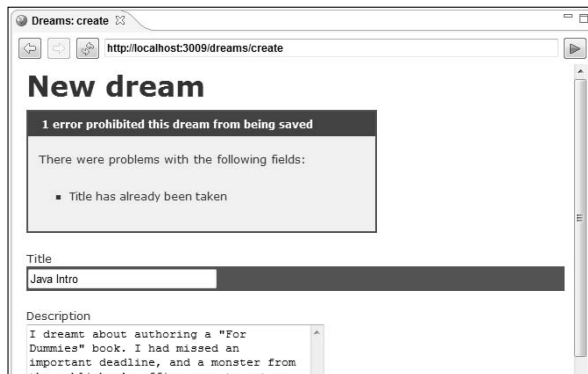 Dreams: create
http://localhost:3009/dreams/create
New dream
1 error prohibited this dream from being saved
There were problems with the following fields:
Title has already been taken
Title
Java Intro
Description
I dreamt about authoring a "For
Dummies" book. I had missed an
important deadline, and a monster from